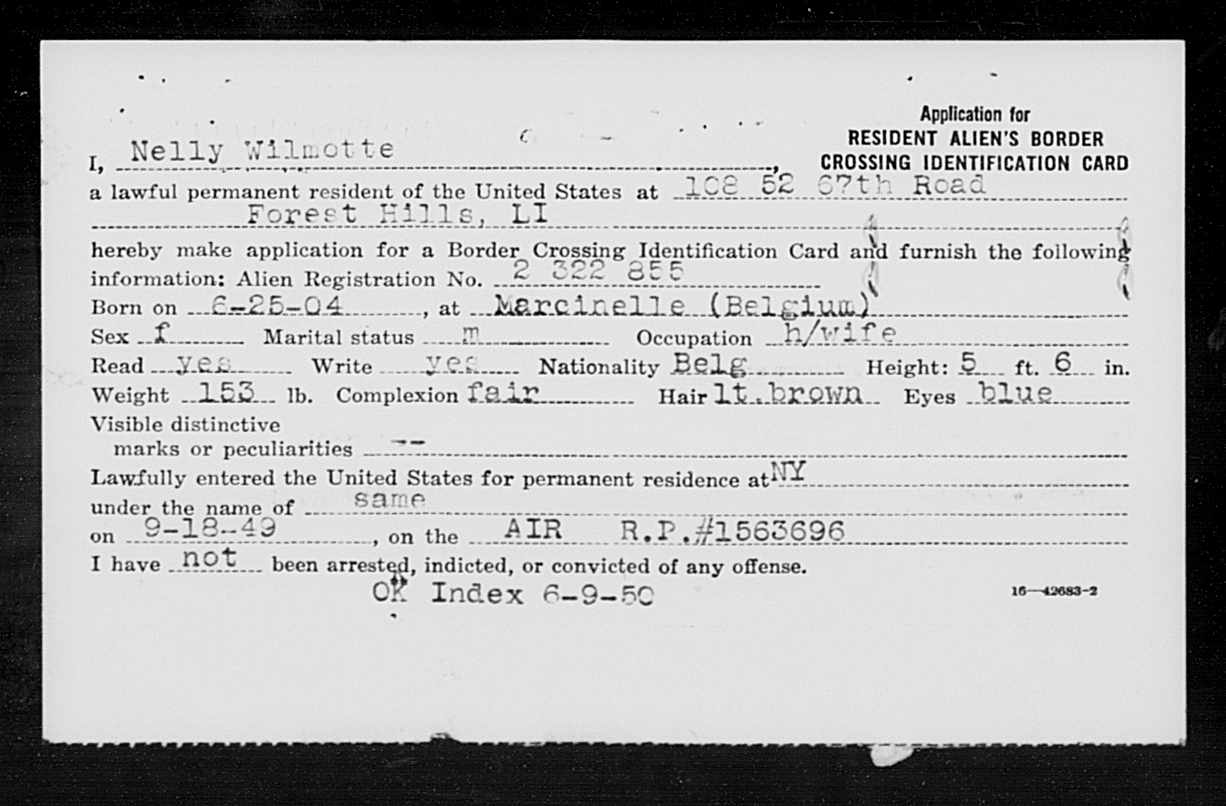 Application for
RESIDENT ALIEN'S BORDER
CROSSING IDENTIFICATION CARD
I, Nelly Wilmotte,
a lawful permanent resident of the United States at 108 52 67th Road
Forest Hills, LI
hereby make application for a Border Crossing Identification Card and furnish the following
information: Alien Registration No. 2 322 855
Born on 6-25-04, at Marcinelle (Belgium)
Sex f Marital status m Occupation h/wife
Read yes Write yes Nationality Belg Height: 5 ft. 6 in.
Weight 153 lb. Complexion fair Hair lt.brown Eyes blue
Visible distinctive
marks or peculiarities --
Lawfully entered the United States for permanent residence at NY
under the name of same
on 9-18-49, on the AIR R.P.#1563696
I have not been arrested, indicted, or convicted of any offense.
OK Index 6-9-50
16—42683-2